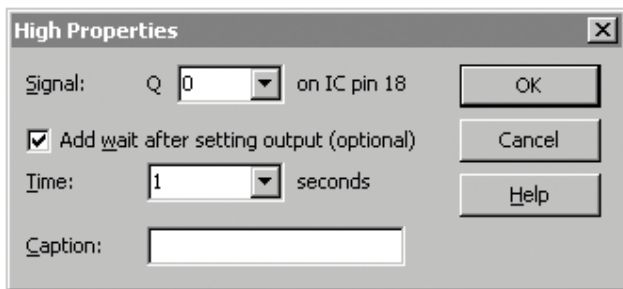 High Properties
Signal: Q 0 on IC pin 18
OK
Add wait after setting output (optional)
Cancel
Time: 1 seconds
Help
Caption: